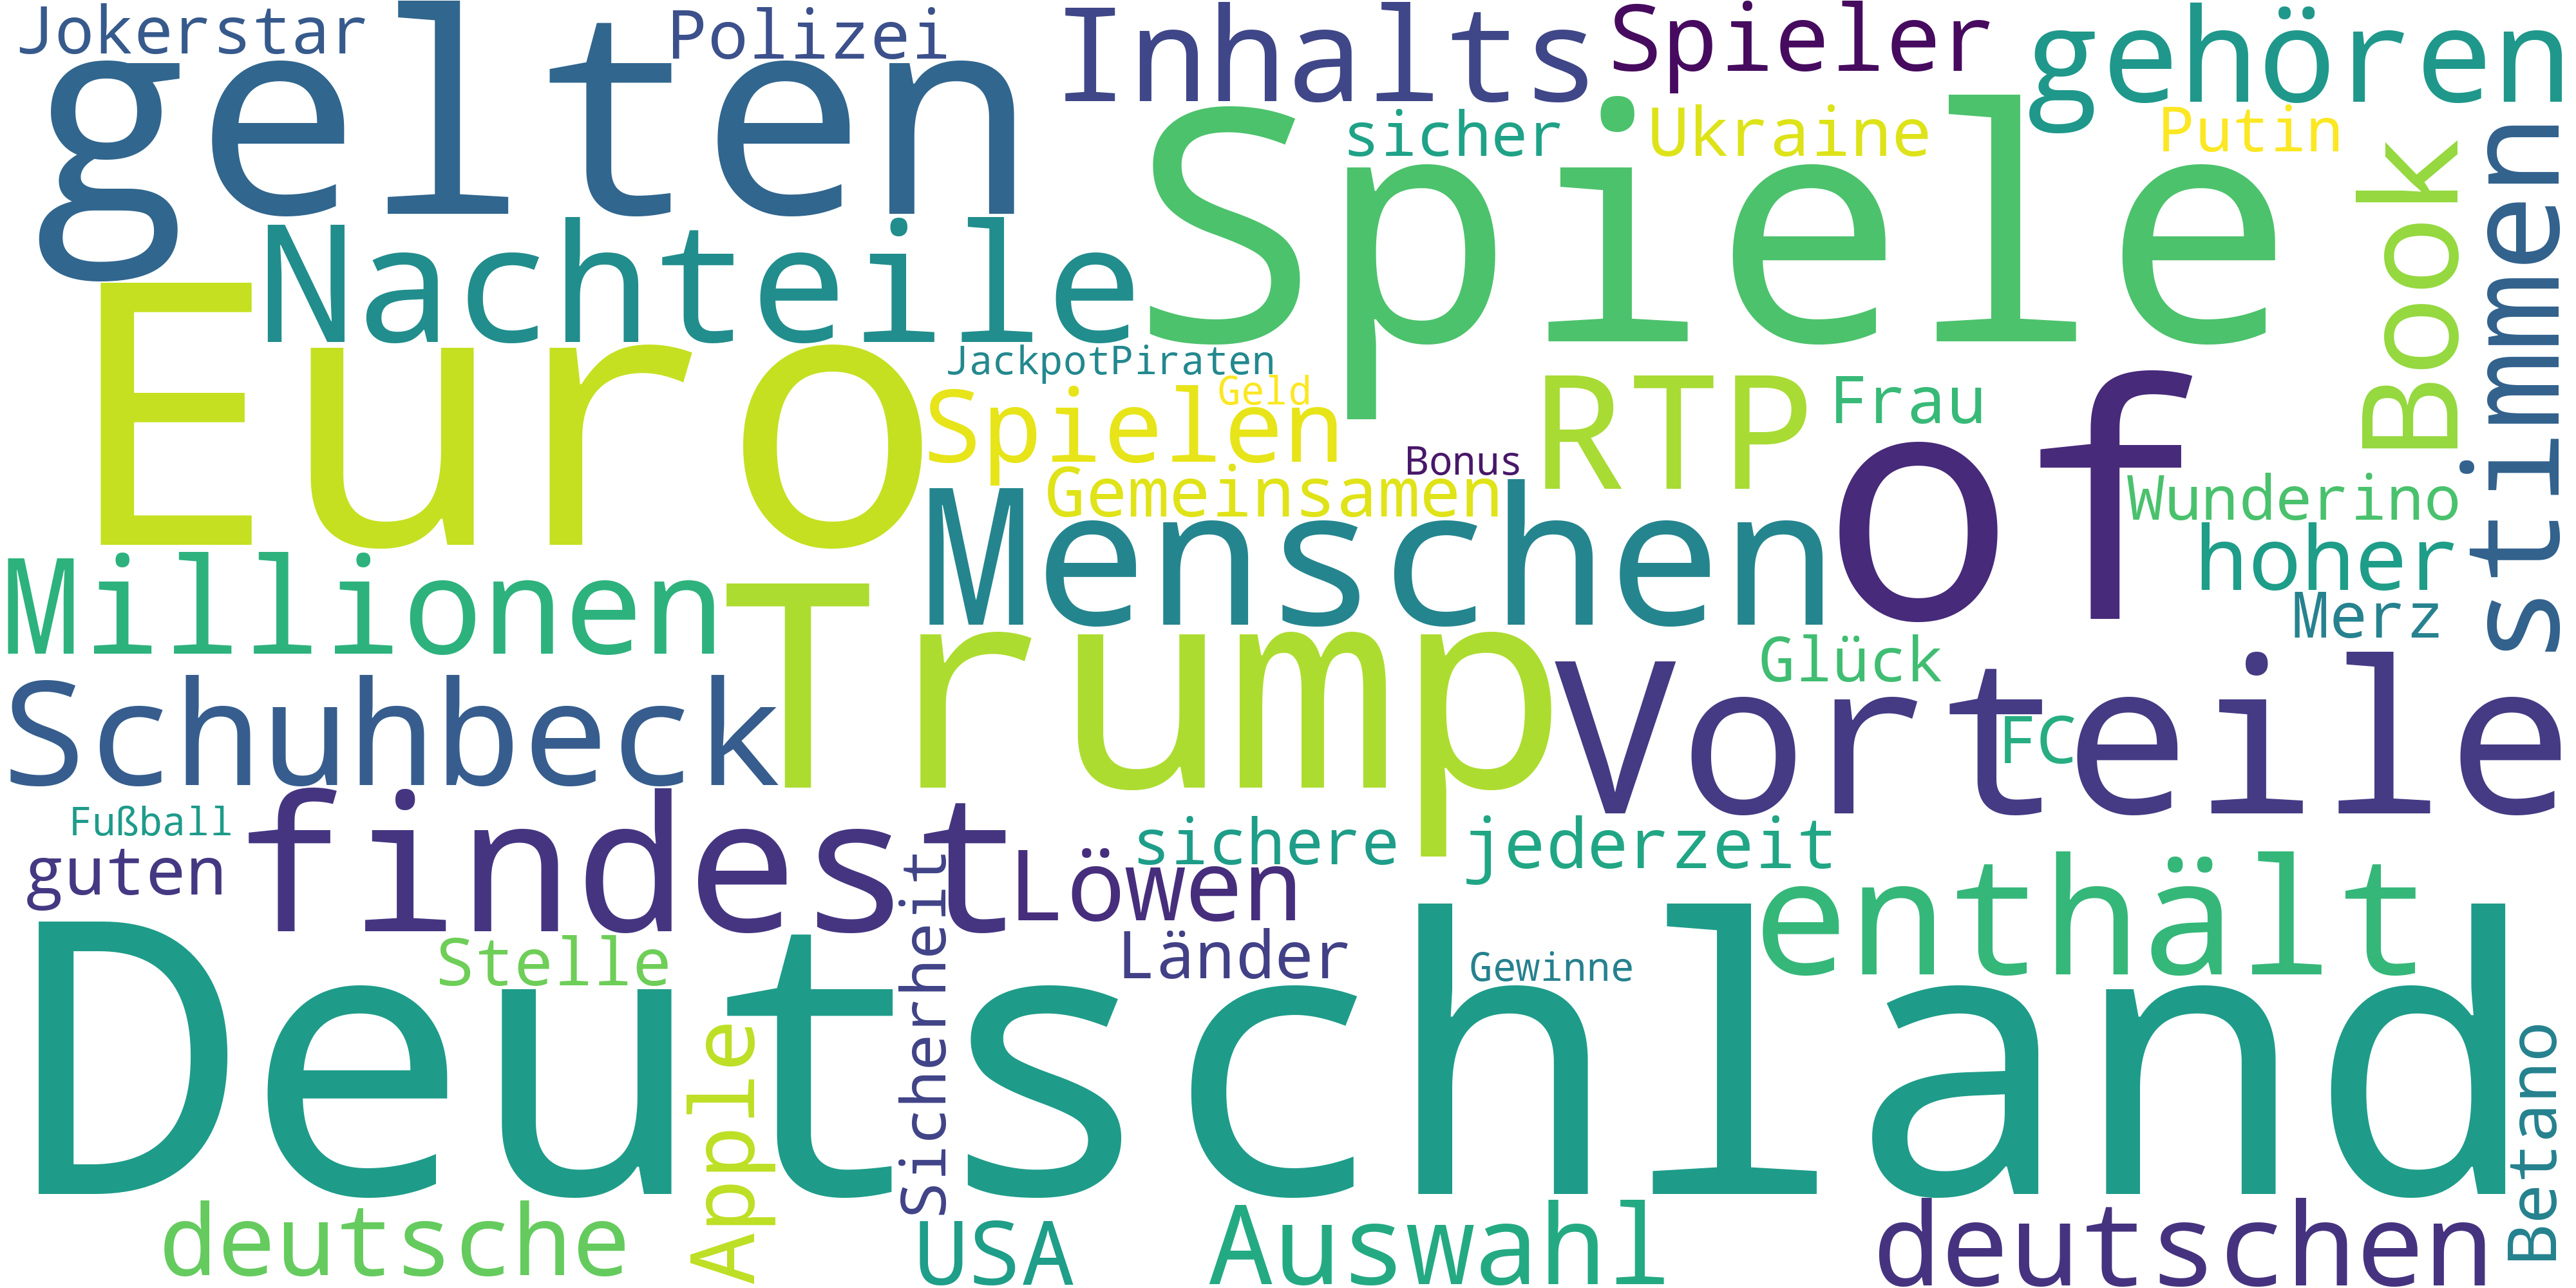 Jokerstar
Polizei
Inhalts
Spieler
gehören
gelten
sicher
Ukraine
Putin
Spiele
Book
stimmen
Nachteile
Euro
JackpotPiraten
Geld
Spielen
RTP
Frau
of
Bonus
Gemeinsamen
Wunderino
Menschen
hoher
Millionen
Merz
Trump
Glück
Vorteile
Schuhbeck
FC
Fußball
findest
sichere
jederzeit
guten
Löwen
enthält
Sicherheit
Stelle
Länder
Gewinne
Deutschland
Apple
Betano
deutsche
USA
Auswahl
deutschen